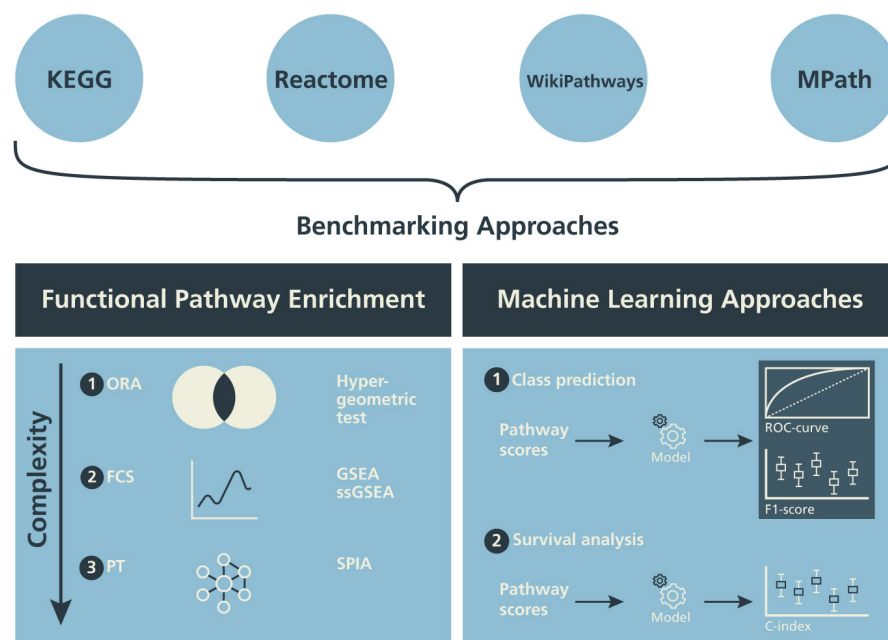 KEGG
Reactome
WikiPathways
MPath
Benchmarking Approaches
Functional Pathway Enrichment
Complexity
1 ORA
Hyper-
geometric
test
2 FCS
GSEA
ssGSEA
3 PT
SPIA
Machine Learning Approaches
1 Class prediction
Pathway
scores
Model
ROC-curve
F1-score
2 Survival analysis
Pathway
scores
Model
C-index